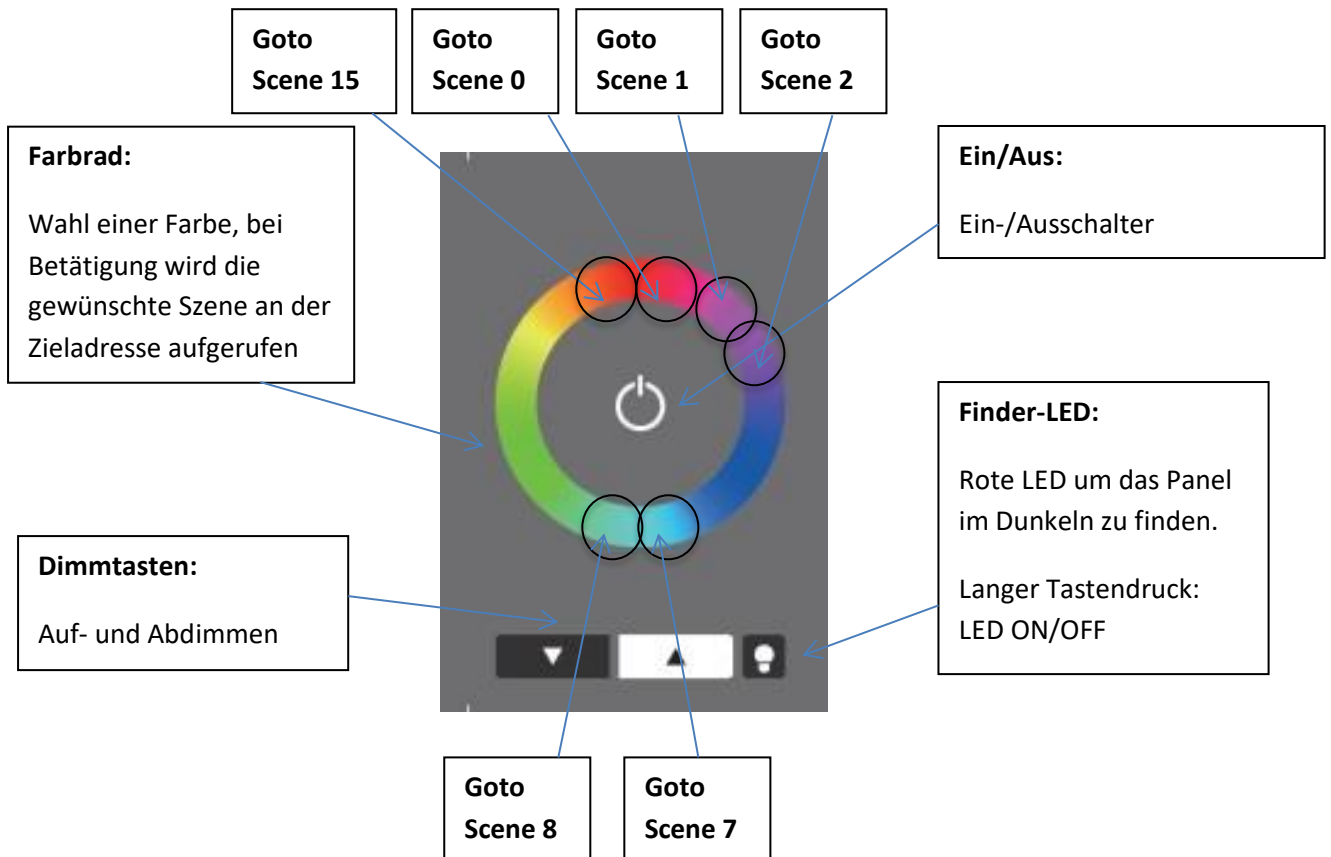 Goto
Scene 15
Goto
Scene 0
Goto
Scene 1
Goto
Scene 2
Farbrad:
Wahl einer Farbe, bei
Betätigung wird die
gewünschte Szene an der
Zieladresse aufgerufen
Ein/Aus:
Ein-/Ausschalter
Finder-LED:
Rote LED um das Panel
im Dunkeln zu finden.
Langer Tastendruck:
LED ON/OFF
Dimmtasten:
Auf- und Abdimmen
Goto
Scene 8
Goto
Scene 7